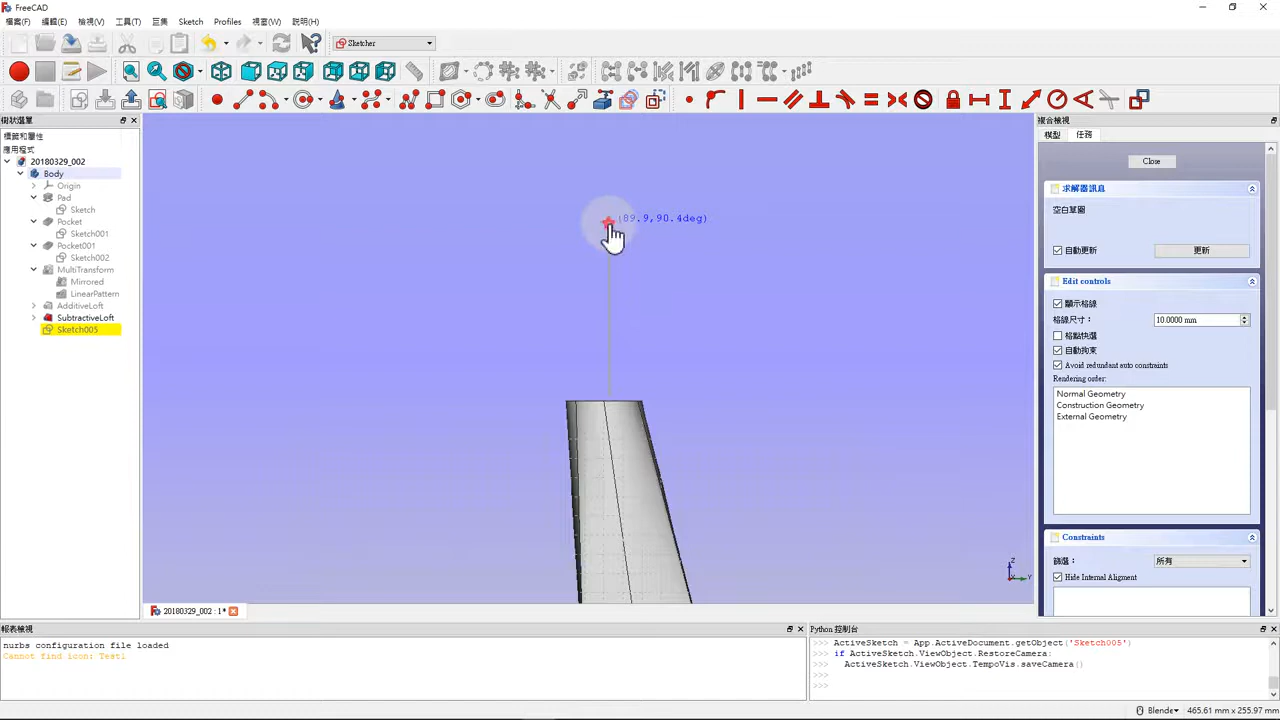 FreeCAD
檔案(F) 編輯(E) 檢視(V) 工具(T) 巨集 Sketch Profiles 視窗(W) 說明(H)
Sketcher
樹狀選單
標籤和屬性
應用程式
20180329_002
Body
Origin
Pad
Sketch
Pocket
Sketch001
Pocket001
Sketch002
MultiTransform
Mirrored
LinearPattern
AdditiveLoft
SubtractiveLoft
Sketch005
(89.9,90.4deg)
Z
Y
20180329_002 : 1*
複合檢視
模型 任務
Close
求解器訊息
空白草圖
自動更新 更新
Edit controls
顯示格線
格線尺寸: 10.0000 mm
格點快選
自動拘束
Avoid redundant auto constraints
Rendering order:
Normal Geometry
Construction Geometry
External Geometry
Constraints
篩選: 所有
Hide Internal Alignment
報表檢視
nurbs configuration file loaded
Cannot find icon: Test1
Python 控制台
>>> ActiveSketch = App.ActiveDocument.getObject('Sketch005')
>>> if ActiveSketch.ViewObject.RestoreCamera:
>>>   ActiveSketch.ViewObject.TempoVis.saveCamera()
>>>
>>>
Blende 465.61 mm x 255.97 mm